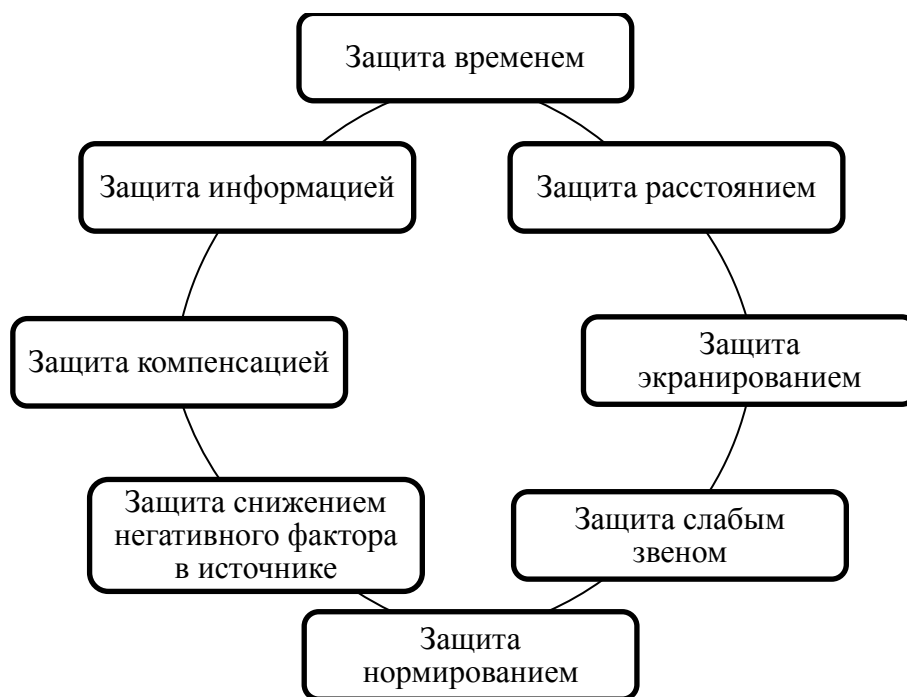 Защита временем
Защита информацией
Защита расстоянием
Защита компенсацией
Защита
экранированием
Защита снижением
негативного фактора
в источнике
Защита слабым
звеном
Защита
нормированием